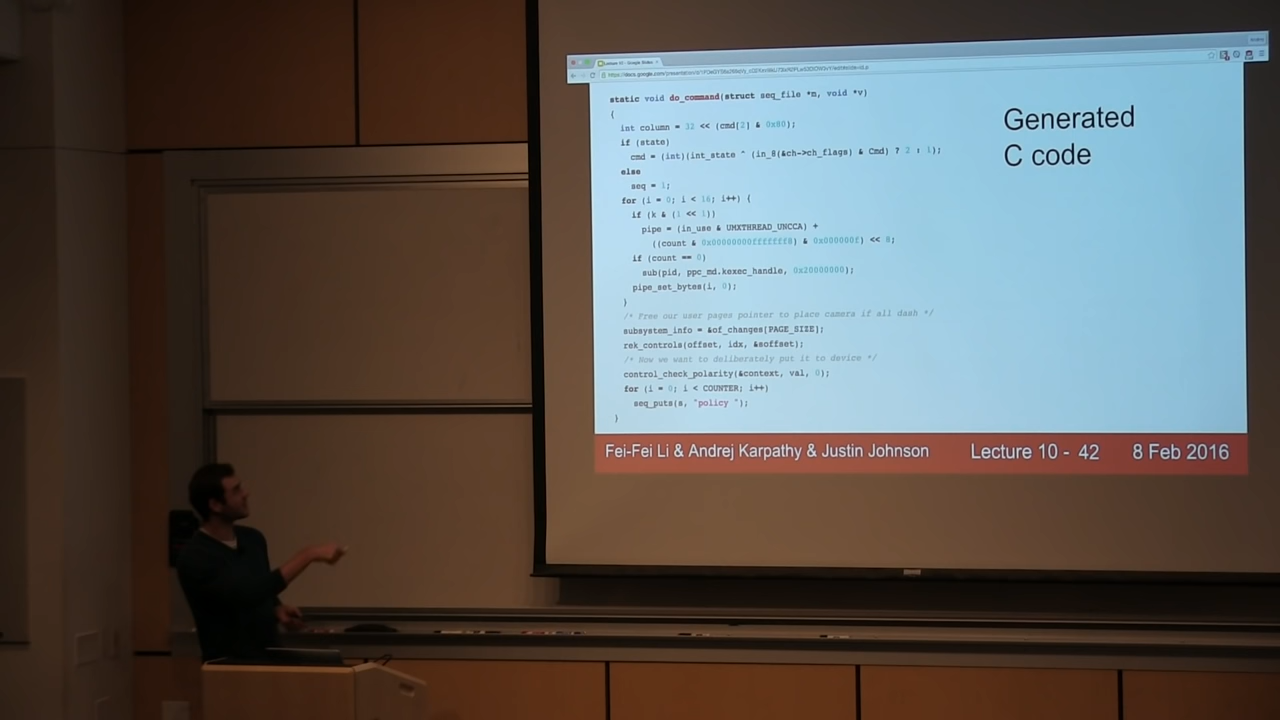 Lecture 10 - Google Slides
static void do_command(struct seq_file *m, void *v)
{
int column = 32 << (cmd[2] & 0x80);
if (state)
cmd = (int)(int_state ^ (in_8(&ch->ch_flags) & Cmd) ? 2 : 1);
else
seq = 1;
for (i = 0; i < 16; i++) {
if (k & (1 << 1))
pipe = (in_use & UMXTHREAD_UNCCA) +
((count & 0x00000000fffffff8) & 0x000000f) << 8;
if (count == 0)
sub(pid, ppc_md.kexec_handle, 0x20000000);
pipe_set_bytes(i, 0);
}
/* Free our user pages pointer to place camera if all dash */
subsystem_info = &of_changes[PAGE_SIZE];
rek_controls(offset, idx, &soffset);
/* Now we want to deliberately put it to device */
control_check_polarity(&context, val, 0);
for (i = 0; i < COUNTER; i++)
seq_puts(s, "policy ");
}
Generated
C code
Fei-Fei Li & Andrej Karpathy & Justin Johnson
Lecture 10 - 42
8 Feb 2016